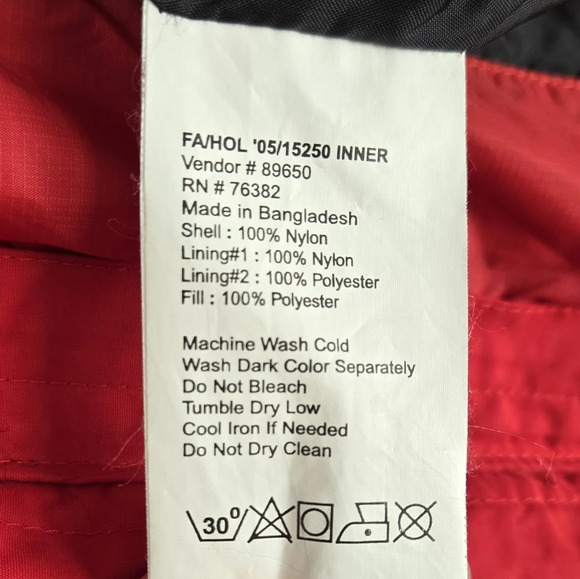 FA/HOL '05/15250 INNER
Vendor # 89650
RN # 76382
Made in Bangladesh
Shell : 100% Nylon
Lining#1 : 100% Nylon
Lining#2 : 100% Polyester
Fill : 100% Polyester
Machine Wash Cold
Wash Dark Color Separately
Do Not Bleach
Tumble Dry Low
Cool Iron If Needed
Do Not Dry Clean
30°